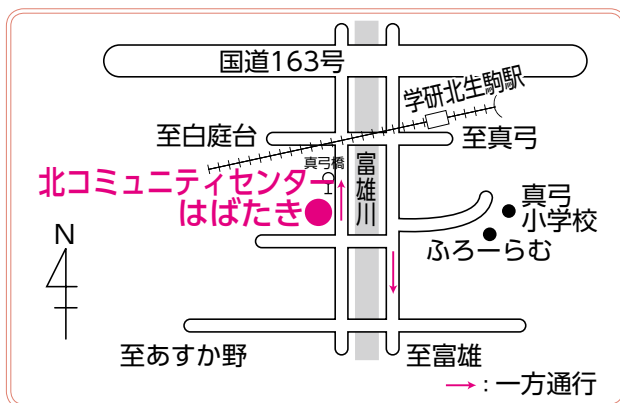 国道163号
学研北生駒駅
至白庭台
至真弓
真弓橋
北コミュニティセンター
はばたき
富雄川
真弓
小学校
ふろーらむ
N
至あすか野
至富雄
→：一方通行